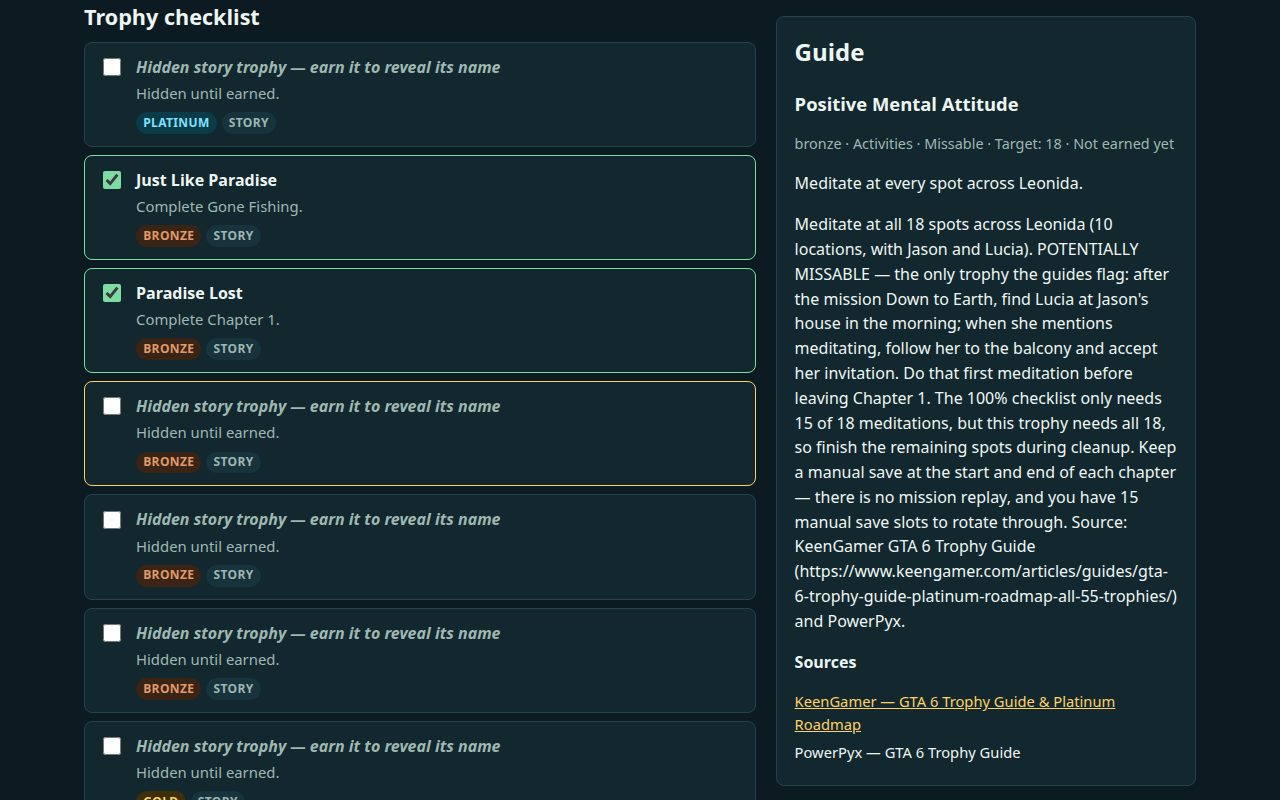 Trophy checklist
Hidden story trophy — earn it to reveal its name
Hidden until earned.
PLATINUM STORY
Just Like Paradise
Complete Gone Fishing.
BRONZE STORY
Paradise Lost
Complete Chapter 1.
BRONZE STORY
Hidden story trophy — earn it to reveal its name
Hidden until earned.
BRONZE STORY
Hidden story trophy — earn it to reveal its name
Hidden until earned.
BRONZE STORY
Hidden story trophy — earn it to reveal its name
Hidden until earned.
BRONZE STORY
Hidden story trophy — earn it to reveal its name
Hidden until earned.
GOLD STORY
Guide
Positive Mental Attitude
bronze · Activities · Missable · Target: 18 · Not earned yet
Meditate at every spot across Leonida.
Meditate at all 18 spots across Leonida (10
locations, with Jason and Lucia). POTENTIALLY
MISSABLE — the only trophy the guides flag: after
the mission Down to Earth, find Lucia at Jason's
house in the morning; when she mentions
meditating, follow her to the balcony and accept
her invitation. Do that first meditation before
leaving Chapter 1. The 100% checklist only needs
15 of 18 meditations, but this trophy needs all 18,
so finish the remaining spots during cleanup. Keep
a manual save at the start and end of each chapter
— there is no mission replay, and you have 15
manual save slots to rotate through. Source:
KeenGamer GTA 6 Trophy Guide
(https://www.keengamer.com/articles/guides/gta-
6-trophy-guide-platinum-roadmap-all-55-trophies/)
and PowerPyx.
Sources
KeenGamer — GTA 6 Trophy Guide & Platinum
Roadmap
PowerPyx — GTA 6 Trophy Guide